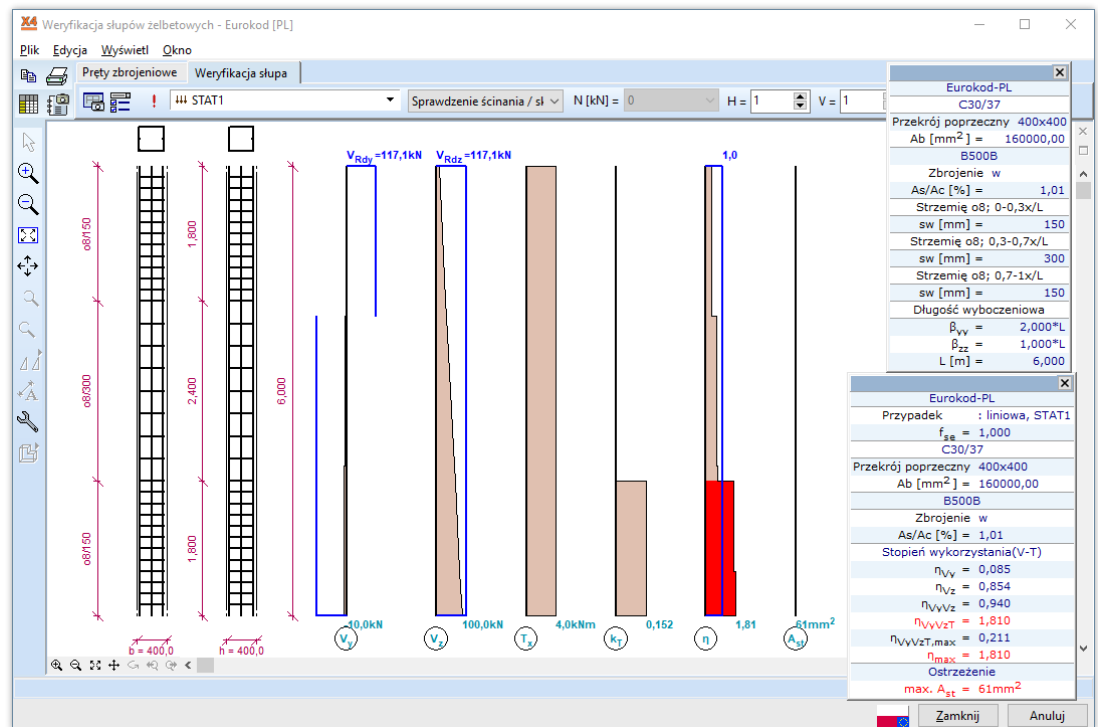 X4 Weryfikacja słupów żelbetowych - Eurokod [PL]
Plik Edycja Wyświetl Okno
Pręty zbrojeniowe Weryfikacja słupa
STAT1 Sprawdzenie ścinania / sł N [kN] = 0 H = 1 V = 1
Eurokod-PL
C30/37
Przekrój poprzeczny 400x400
Ab [mm2] = 160000,00
B500B
Zbrojenie w
As/Ac [%] = 1,01
Strzemię o8; 0-0,3x/L
sw [mm] = 150
Strzemię o8; 0,3-0,7x/L
sw [mm] = 300
Strzemię o8; 0,7-1x/L
sw [mm] = 150
Długość wyboczeniowa
βyy = 2,000*L
βzz = 1,000*L
L [m] = 6,000
VRdy =117,1kN VRdz =117,1kN 1,0
o8/150 1,800
o8/300 2,400 6,000
o8/150 1,800
b = 400,0 h = 400,0
-10,0kN 100,0kN 4,0kNm 0,152 1,81 61mm2
Vy Vz Tx kT η Ast
Eurokod-PL
Przypadek : liniowa, STAT1
fse = 1,000
C30/37
Przekrój poprzeczny 400x400
Ab [mm2] = 160000,00
B500B
Zbrojenie w
As/Ac [%] = 1,01
Stopień wykorzystania(V-T)
ηVy = 0,085
ηVz = 0,854
ηVyVz = 0,940
ηVyVzT = 1,810
ηVyVzT,max = 0,211
ηmax = 1,810
Ostrzeżenie
max. Ast = 61mm2
Zamknij Anuluj